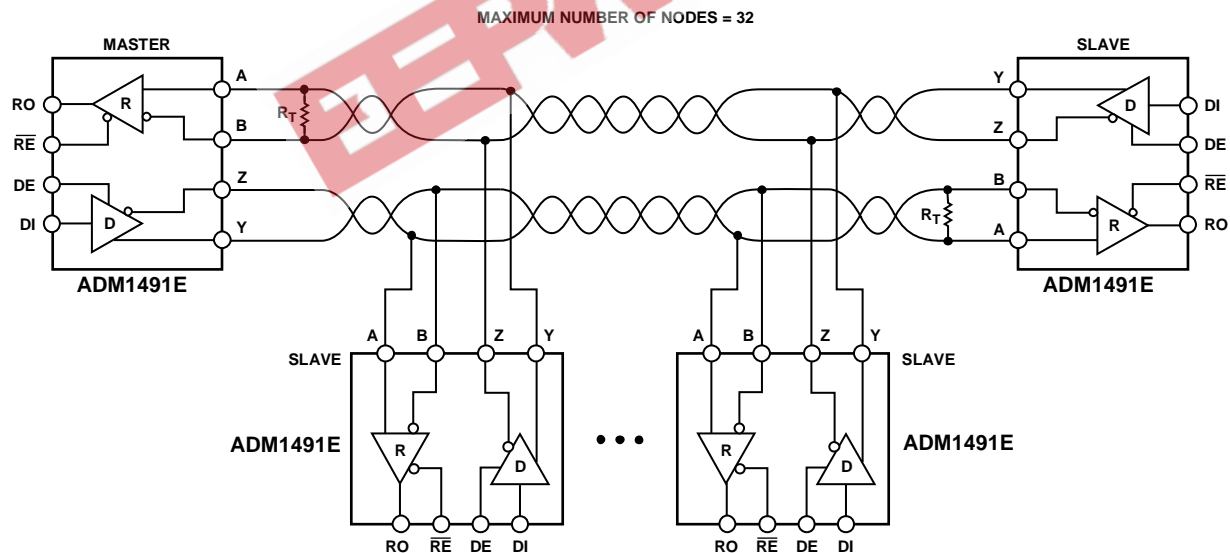 MAXIMUM NUMBER OF NODES = 32
MASTER
SLAVE
A
B
Z
Y
RO
RE
DE
DI
R
D
RT
ADM1491E
Y
Z
B
A
DI
DE
RE
RO
D
R
RT
ADM1491E
A B Z Y
SLAVE
ADM1491E
R D
RO RE DE DI
A B Z Y
SLAVE
ADM1491E
R D
RO RE DE DI